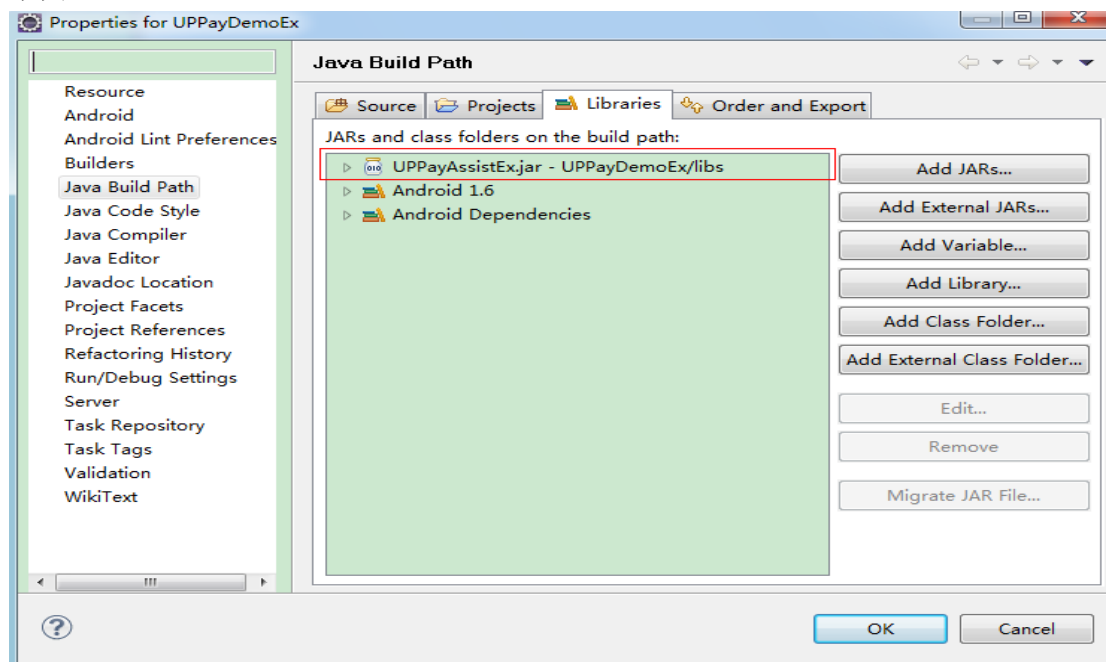 Properties for UPPayDemoEx
Java Build Path
Resource
Android
Android Lint Preferences
Builders
Java Build Path
Java Code Style
Java Compiler
Java Editor
Javadoc Location
Project Facets
Project References
Refactoring History
Run/Debug Settings
Server
Task Repository
Task Tags
Validation
WikiText
Source
Projects
Libraries
Order and Export
JARs and class folders on the build path:
UPPayAssistEx.jar - UPPayDemoEx/libs
Android 1.6
Android Dependencies
Add JARs...
Add External JARs...
Add Variable...
Add Library...
Add Class Folder...
Add External Class Folder...
Edit...
Remove
Migrate JAR File...
OK
Cancel